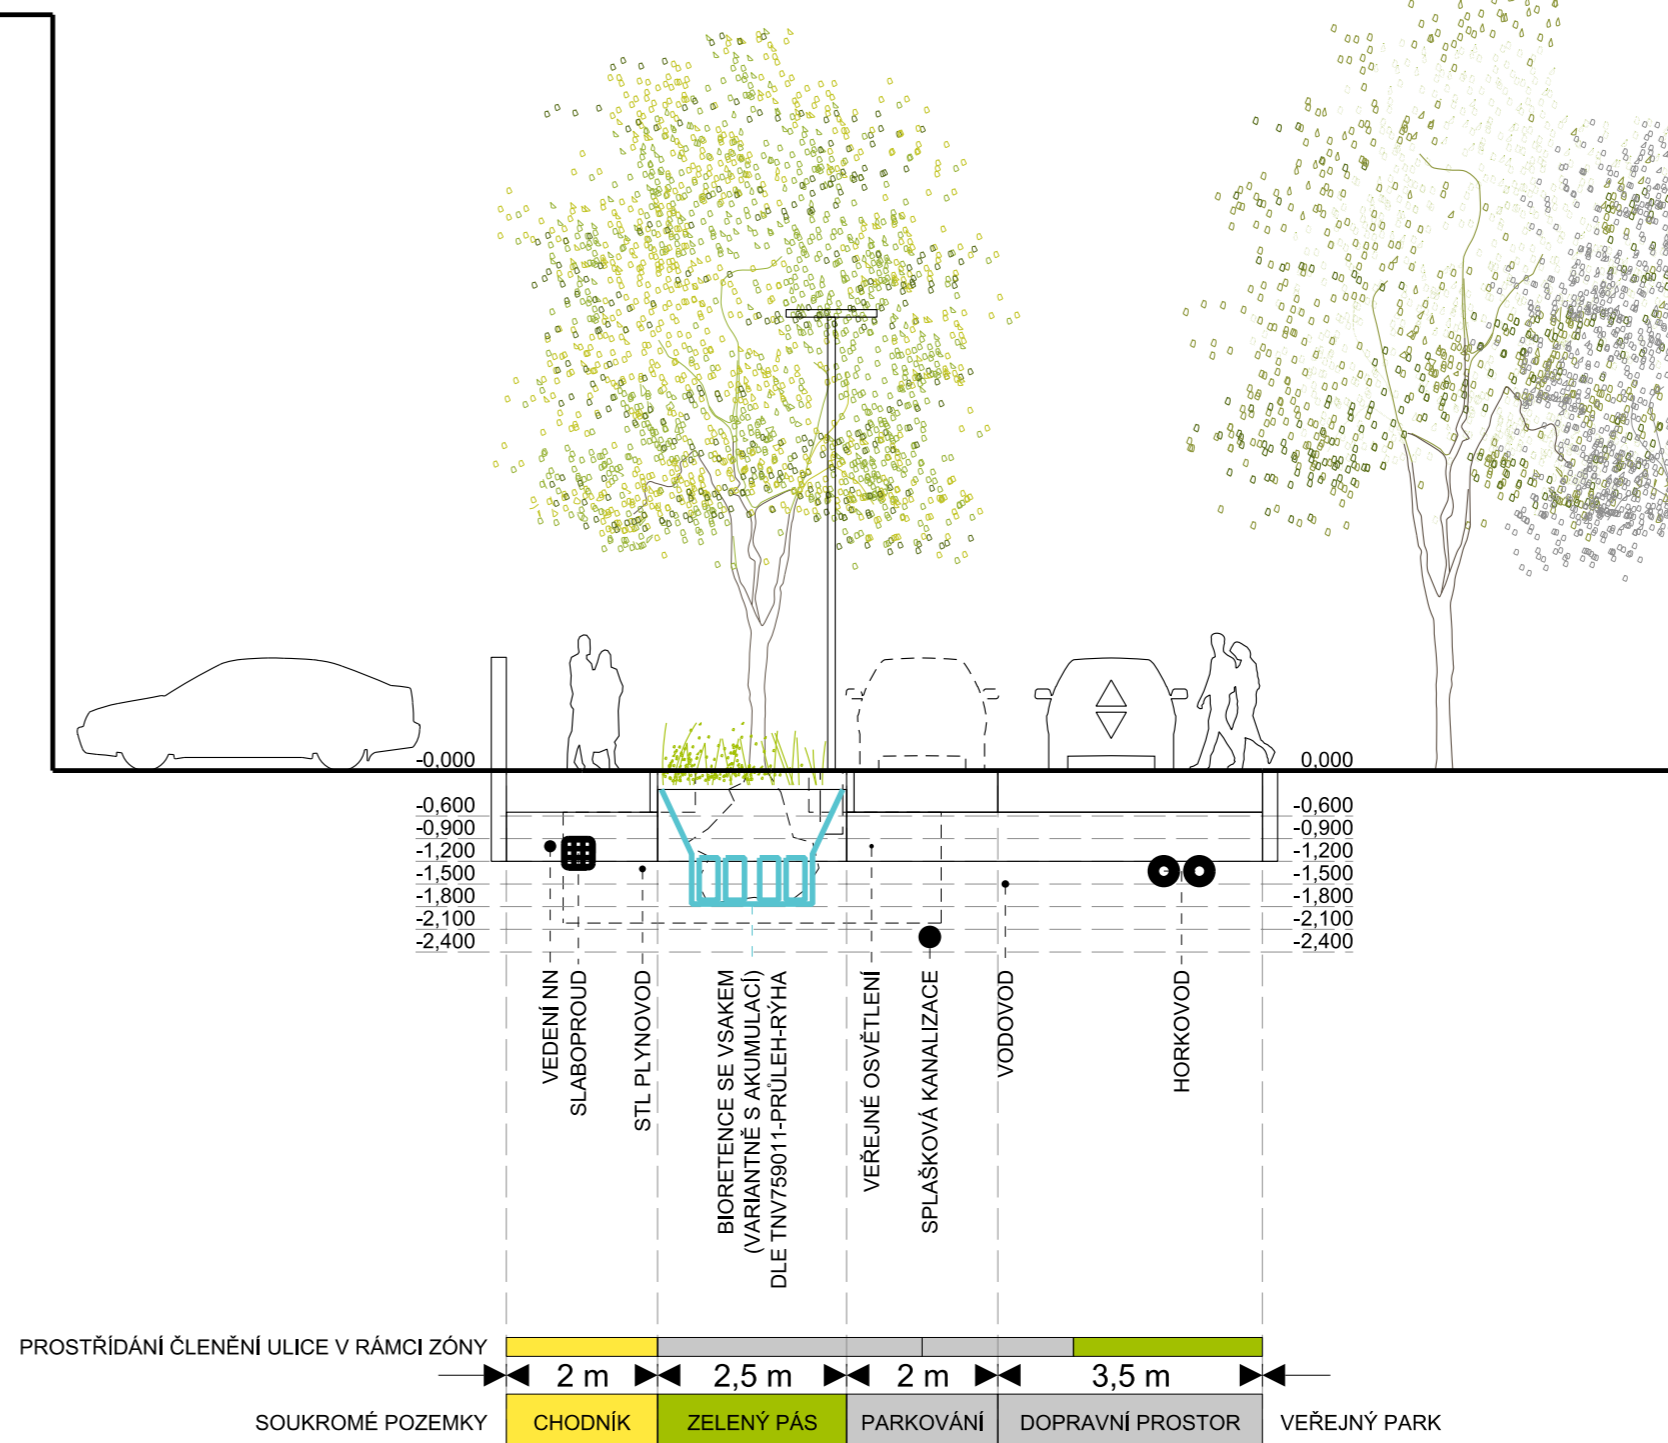 -0,000
0,000
-0,600
-0,900
-1,200
-1,500
-1,800
-2,100
-2,400
-0,600
-0,900
-1,200
-1,500
-1,800
-2,100
-2,400
VEDENÍ NN
SLABOPROUD
STL PLYNOVOD
BIORETENCE SE VSAKEM
(VARIANTNĚ S AKUMULACÍ)
DLE TNV759011-PRŮLEH-RÝHA
VEŘEJNÉ OSVĚTLENÍ
SPLAŠKOVÁ KANALIZACE
VODOVOD
HORKOVOD
PROSTŘÍDÁNÍ ČLENĚNÍ ULICE V RÁMCI ZÓNY
2 m
2,5 m
2 m
3,5 m
SOUKROMÉ POZEMKY
CHODNÍK
ZELENÝ PÁS
PARKOVÁNÍ
DOPRAVNÍ PROSTOR
VEŘEJNÝ PARK